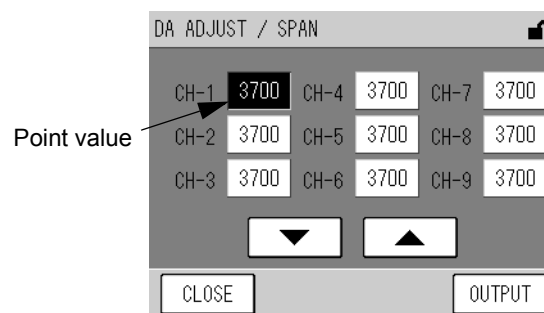 DA ADJUST / SPAN
CH-1 3700 CH-4 3700 CH-7 3700
Point value
CH-2 3700 CH-5 3700 CH-8 3700
CH-3 3700 CH-6 3700 CH-9 3700
CLOSE OUTPUT